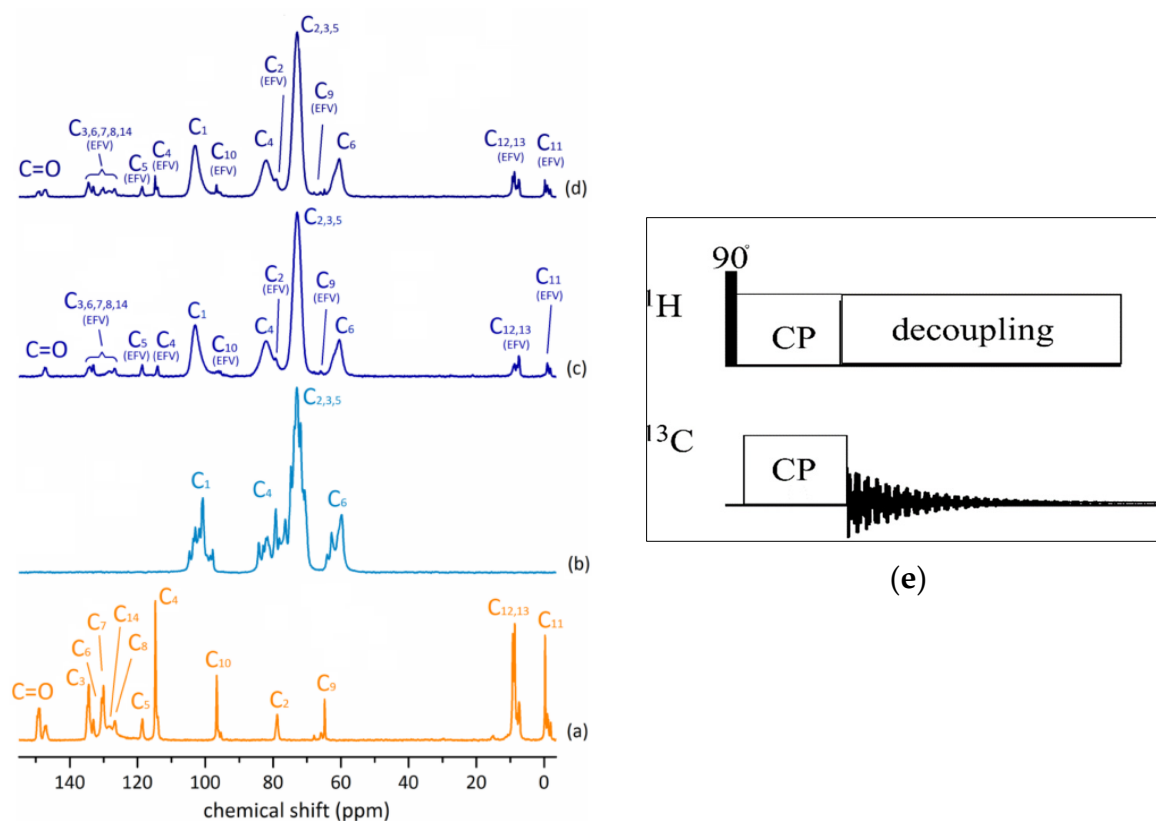 C2,3,5
C2
(EFV)
C9
(EFV)
C3,6,7,8,14
(EFV)
C1
C10
(EFV)
C4
C6
C12,13
(EFV)
C11
(EFV)
C=O
C5
(EFV)
C4
(EFV)
(d)
C2,3,5
C2
(EFV)
C9
(EFV)
C11
(EFV)
C3,6,7,8,14
(EFV)
C1
C10
(EFV)
C4
C6
C12,13
(EFV)
C=O
C5
(EFV)
C4
(EFV)
(c)
C2,3,5
C1
C4
C6
(b)
C4
C14
C7
C8
C6
C3
C=O
C5
C10
C2
C9
C12,13
C11
(a)
140 120 100 80 60 40 20 0
chemical shift (ppm)
90°
1H
CP
decoupling
13C
CP
(e)